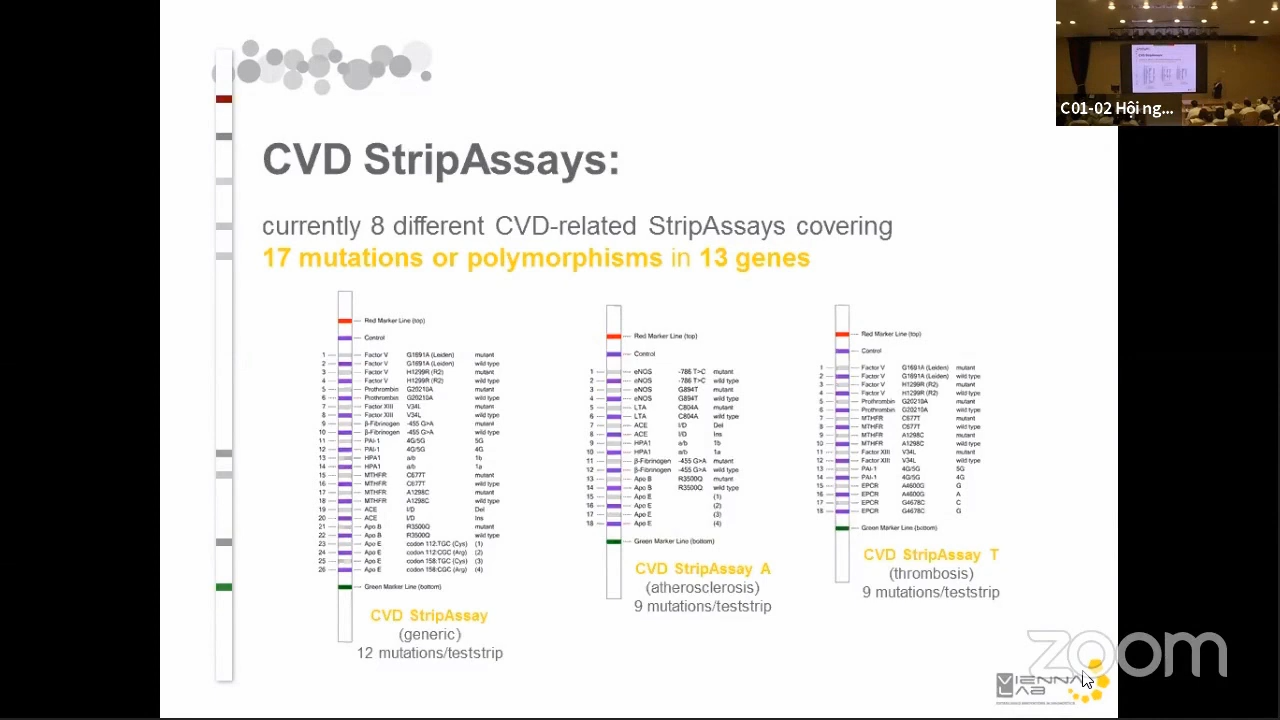 C01-02 Hội ng...
CVD StripAssays:
currently 8 different CVD-related StripAssays covering
17 mutations or polymorphisms in 13 genes
Red Marker Line (top)
Control
1 Factor V G1691A (Leiden) mutant
2 Factor V G1691A (Leiden) wild type
3 Factor V H1299R (R2) mutant
4 Factor V H1299R (R2) wild type
5 Prothrombin G20210A mutant
6 Prothrombin G20210A wild type
7 Factor XIII V34L mutant
8 Factor XIII V34L wild type
9 β-Fibrinogen -455 G>A mutant
10 β-Fibrinogen -455 G>A wild type
11 PAI-1 4G/5G 5G
12 PAI-1 4G/5G 4G
13 HPA1 a/b 1b
14 HPA1 a/b 1a
15 MTHFR C677T mutant
16 MTHFR C677T wild type
17 MTHFR A1298C mutant
18 MTHFR A1298C wild type
19 ACE I/D Del
20 ACE I/D Ins
21 Apo B R3500Q mutant
22 Apo B R3500Q wild type
23 Apo E codon 112:TGC (Cys) (1)
24 Apo E codon 112:CGC (Arg) (2)
25 Apo E codon 158:TGC (Cys) (3)
26 Apo E codon 158:CGC (Arg) (4)
Green Marker Line (bottom)
CVD StripAssay
(generic)
12 mutations/teststrip
Red Marker Line (top)
Control
1 eNOS -786 T>C mutant
2 eNOS -786 T>C wild type
3 eNOS G894T mutant
4 eNOS G894T wild type
5 LTA C804A mutant
6 LTA C804A wild type
7 ACE I/D Del
8 ACE I/D Ins
9 HPA1 a/b 1b
10 HPA1 a/b 1a
11 β-Fibrinogen -455 G>A mutant
12 β-Fibrinogen -455 G>A wild type
13 Apo B R3500Q mutant
14 Apo B R3500Q wild type
15 Apo E (1)
16 Apo E (2)
17 Apo E (3)
18 Apo E (4)
Green Marker Line (bottom)
CVD StripAssay A
(atherosclerosis)
9 mutations/teststrip
Red Marker Line (top)
Control
1 Factor V G1691A (Leiden) mutant
2 Factor V G1691A (Leiden) wild type
3 Factor V H1299R (R2) mutant
4 Factor V H1299R (R2) wild type
5 Prothrombin G20210A mutant
6 Prothrombin G20210A wild type
7 MTHFR C677T mutant
8 MTHFR C677T wild type
9 MTHFR A1298C mutant
10 MTHFR A1298C wild type
11 Factor XIII V34L mutant
12 Factor XIII V34L wild type
13 PAI-1 4G/5G 5G
14 PAI-1 4G/5G 4G
15 EPCR A4600G G
16 EPCR A4600G A
17 EPCR G4678C C
18 EPCR G4678C G
Green Marker Line (bottom)
CVD StripAssay T
(thrombosis)
9 mutations/teststrip
zoom
VIENNA
LAB